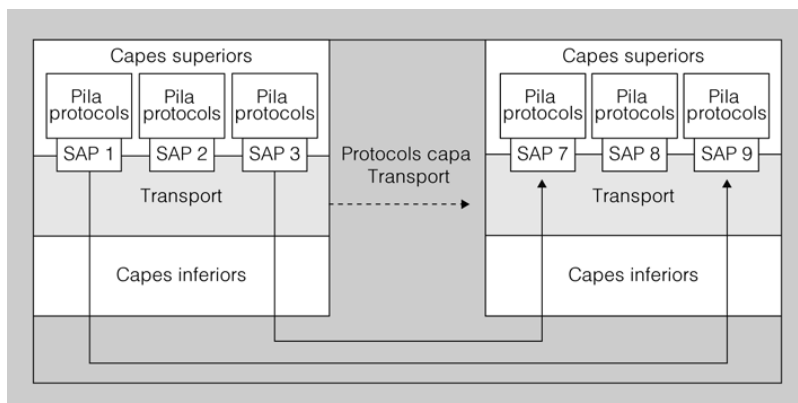 Capes superiors
Pila
protocols
Pila
protocols
Pila
protocols
SAP 1
SAP 2
SAP 3
Transport
Capes inferiors
Protocols capa
Transport
Capes superiors
Pila
protocols
Pila
protocols
Pila
protocols
SAP 7
SAP 8
SAP 9
Transport
Capes inferiors